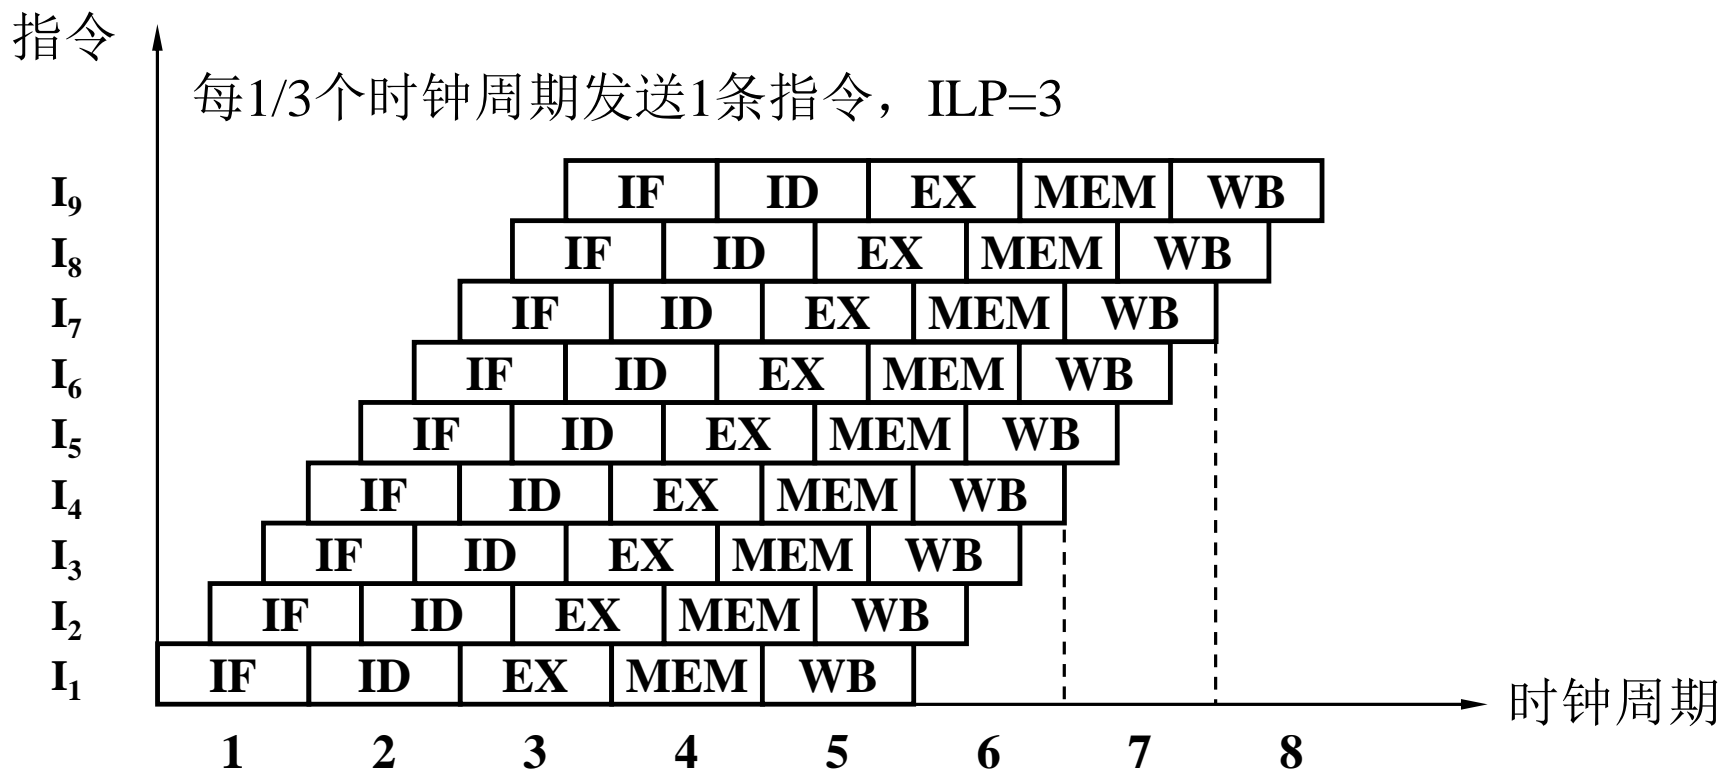 指令
每1/3个时钟周期发送1条指令，ILP=3
I₉ IF ID EX MEM WB
I₈ IF ID EX MEM WB
I₇ IF ID EX MEM WB
I₆ IF ID EX MEM WB
I₅ IF ID EX MEM WB
I₄ IF ID EX MEM WB
I₃ IF ID EX MEM WB
I₂ IF ID EX MEM WB
I₁ IF ID EX MEM WB
时钟周期
1 2 3 4 5 6 7 8